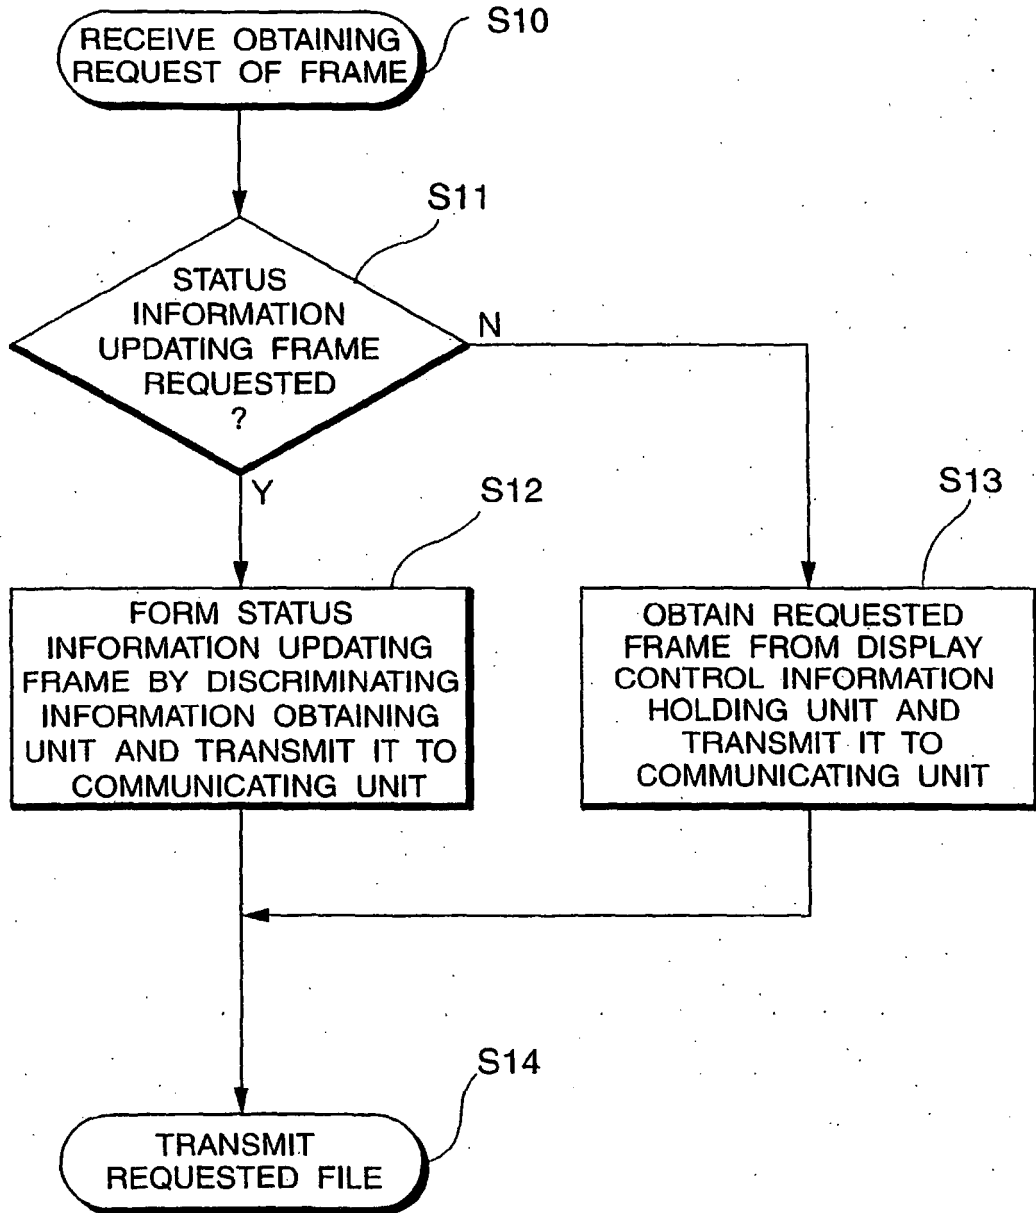 RECEIVE OBTAINING
REQUEST OF FRAME
S10
S11
STATUS
INFORMATION
UPDATING FRAME
REQUESTED
?
N
Y
S12
FORM STATUS
INFORMATION UPDATING
FRAME BY DISCRIMINATING
INFORMATION OBTAINING
UNIT AND TRANSMIT IT TO
COMMUNICATING UNIT
S13
OBTAIN REQUESTED
FRAME FROM DISPLAY
CONTROL INFORMATION
HOLDING UNIT AND
TRANSMIT IT TO
COMMUNICATING UNIT
S14
TRANSMIT
REQUESTED FILE